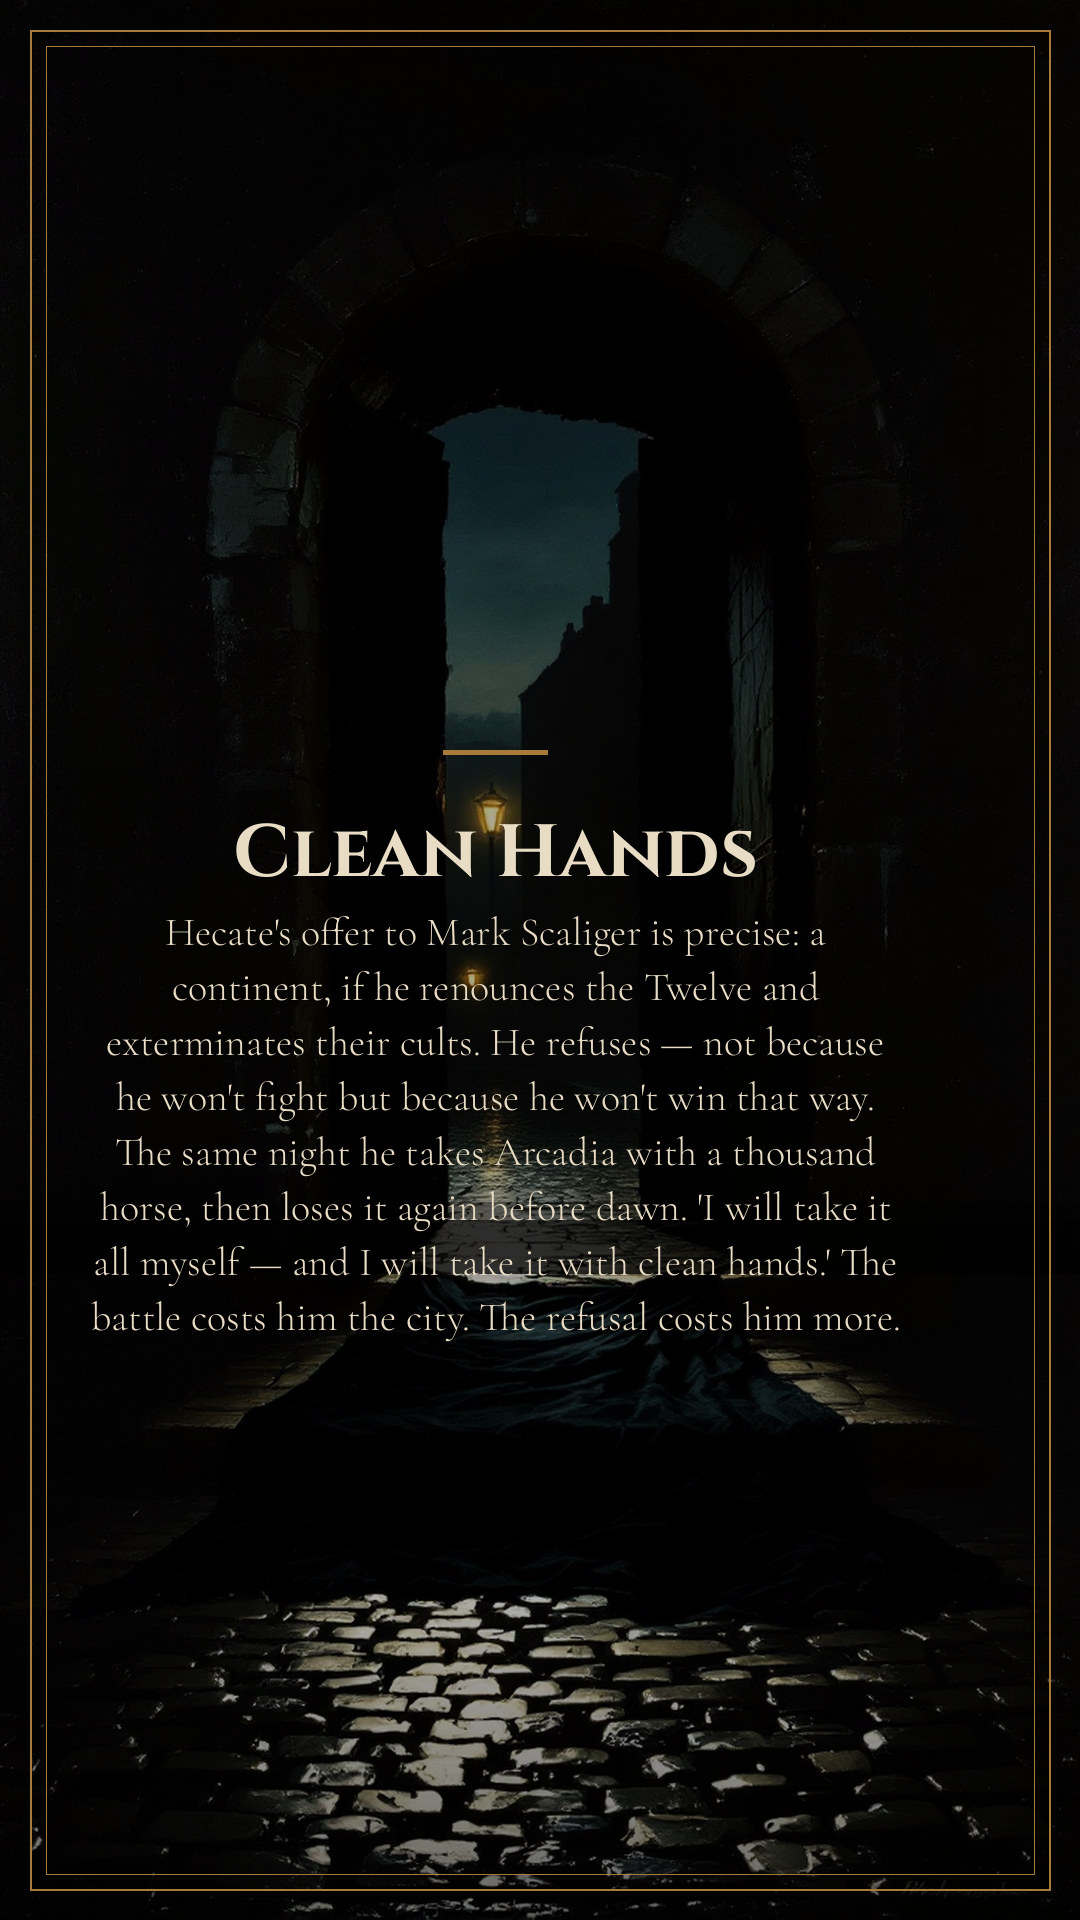 Clean Hands
Hecate's offer to Mark Scaliger is precise: a
continent, if he renounces the Twelve and
exterminates their cults. He refuses — not because
he won't fight but because he won't win that way.
The same night he takes Arcadia with a thousand
horse, then loses it again before dawn. 'I will take it
all myself — and I will take it with clean hands.' The
battle costs him the city. The refusal costs him more.